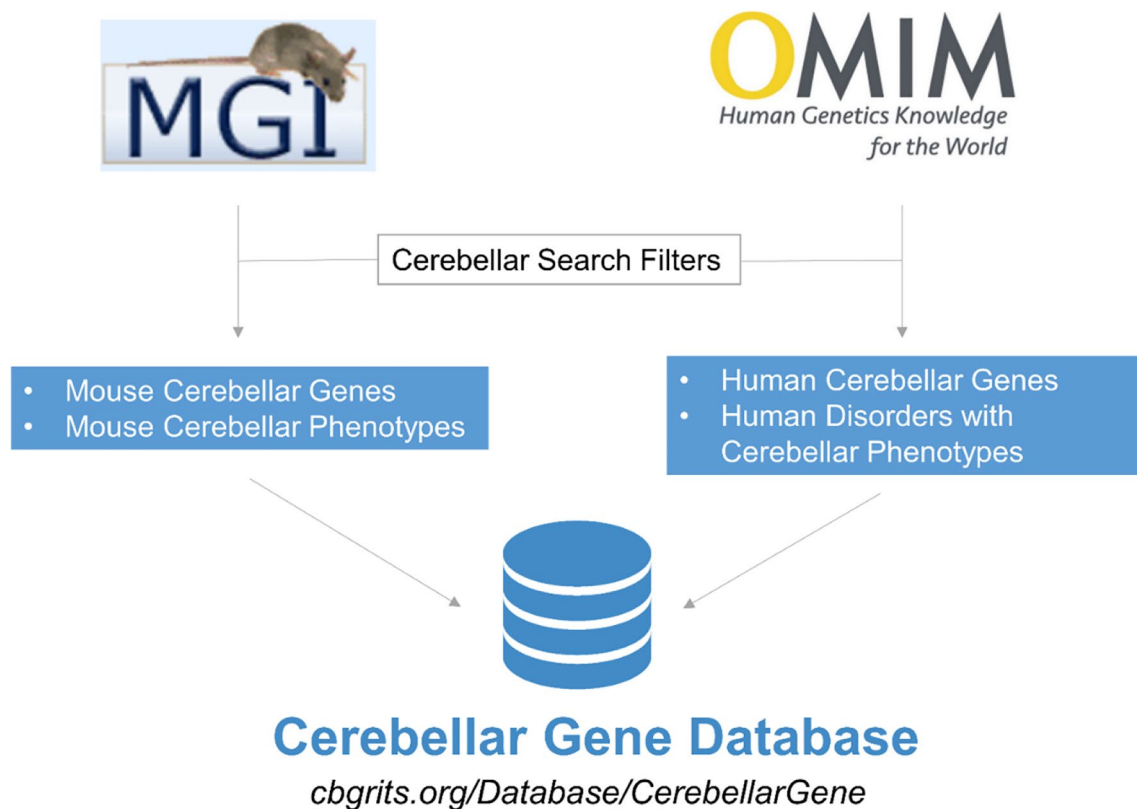 MGI
OMIM
Human Genetics Knowledge
for the World
Cerebellar Search Filters
• Mouse Cerebellar Genes
• Mouse Cerebellar Phenotypes
• Human Cerebellar Genes
• Human Disorders with
Cerebellar Phenotypes
Cerebellar Gene Database
cbgrits.org/Database/CerebellarGene